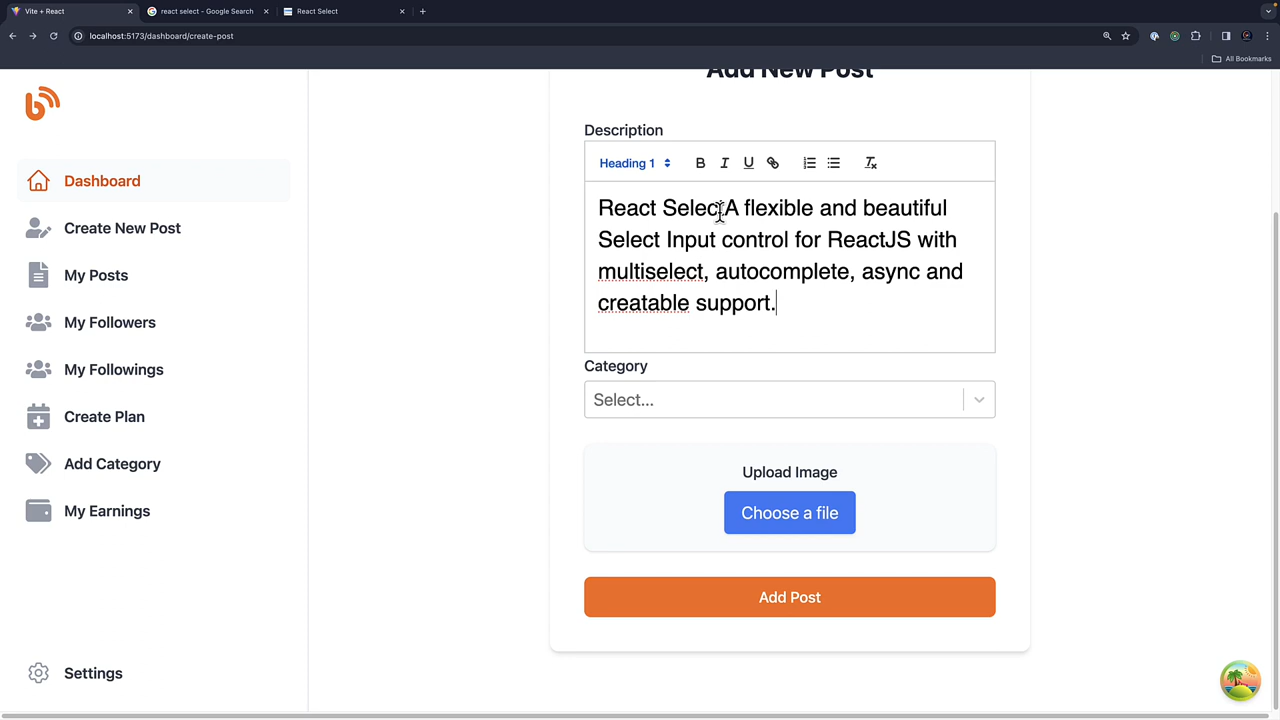 Vite + React
react select - Google Search
React Select
localhost:5173/dashboard/create-post
All Bookmarks
Add New Post
Dashboard
Create New Post
My Posts
My Followers
My Followings
Create Plan
Add Category
My Earnings
Settings
Description
Heading 1
React SelectA flexible and beautiful
Select Input control for ReactJS with
multiselect, autocomplete, async and
creatable support.
Category
Select...
Upload Image
Choose a file
Add Post